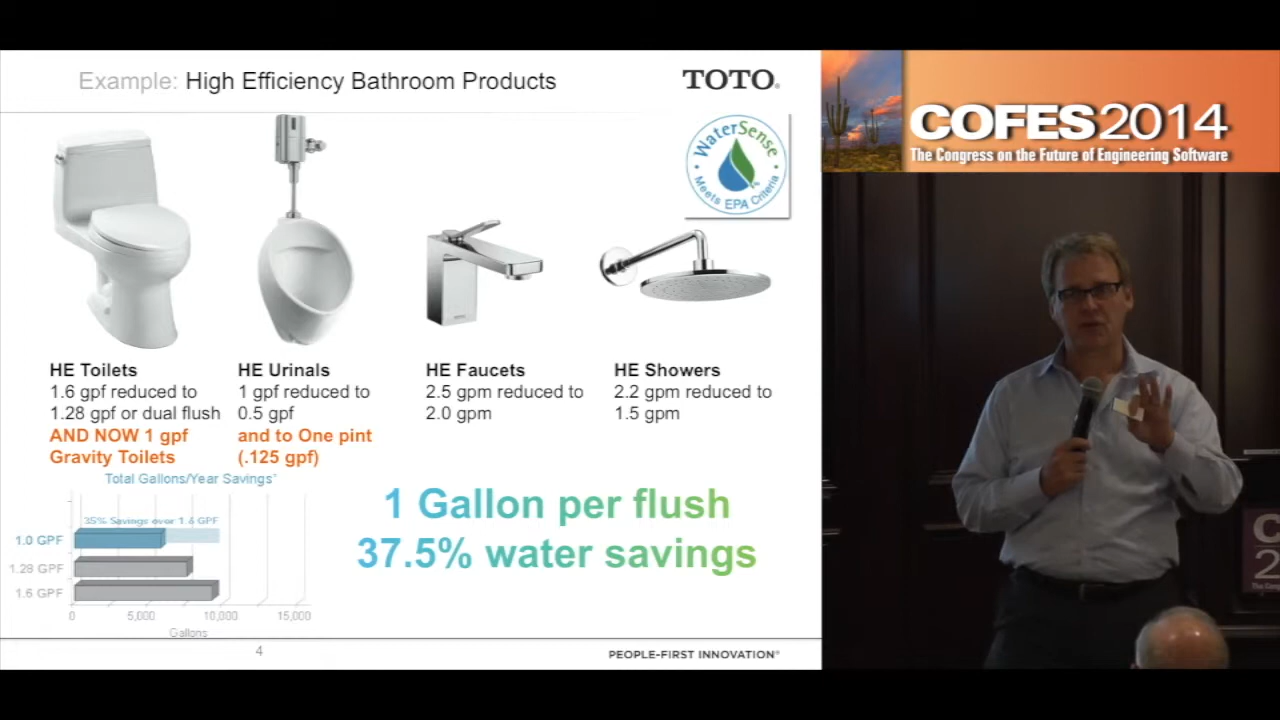 Example: High Efficiency Bathroom Products
TOTO®
WaterSense
Meets EPA Criteria
HE Toilets
1.6 gpf reduced to
1.28 gpf or dual flush
AND NOW 1 gpf
Gravity Toilets
HE Urinals
1 gpf reduced to
0.5 gpf
and to One pint
(.125 gpf)
HE Faucets
2.5 gpm reduced to
2.0 gpm
HE Showers
2.2 gpm reduced to
1.5 gpm
Total Gallons/Year Savings*
35% Savings over 1.6 GPF
1.0 GPF
1.28 GPF
1.6 GPF
0 5,000 10,000 15,000
Gallons
1 Gallon per flush
37.5% water savings
4
PEOPLE-FIRST INNOVATION®
COFES2014
The Congress on the Future of Engineering Software
C
2